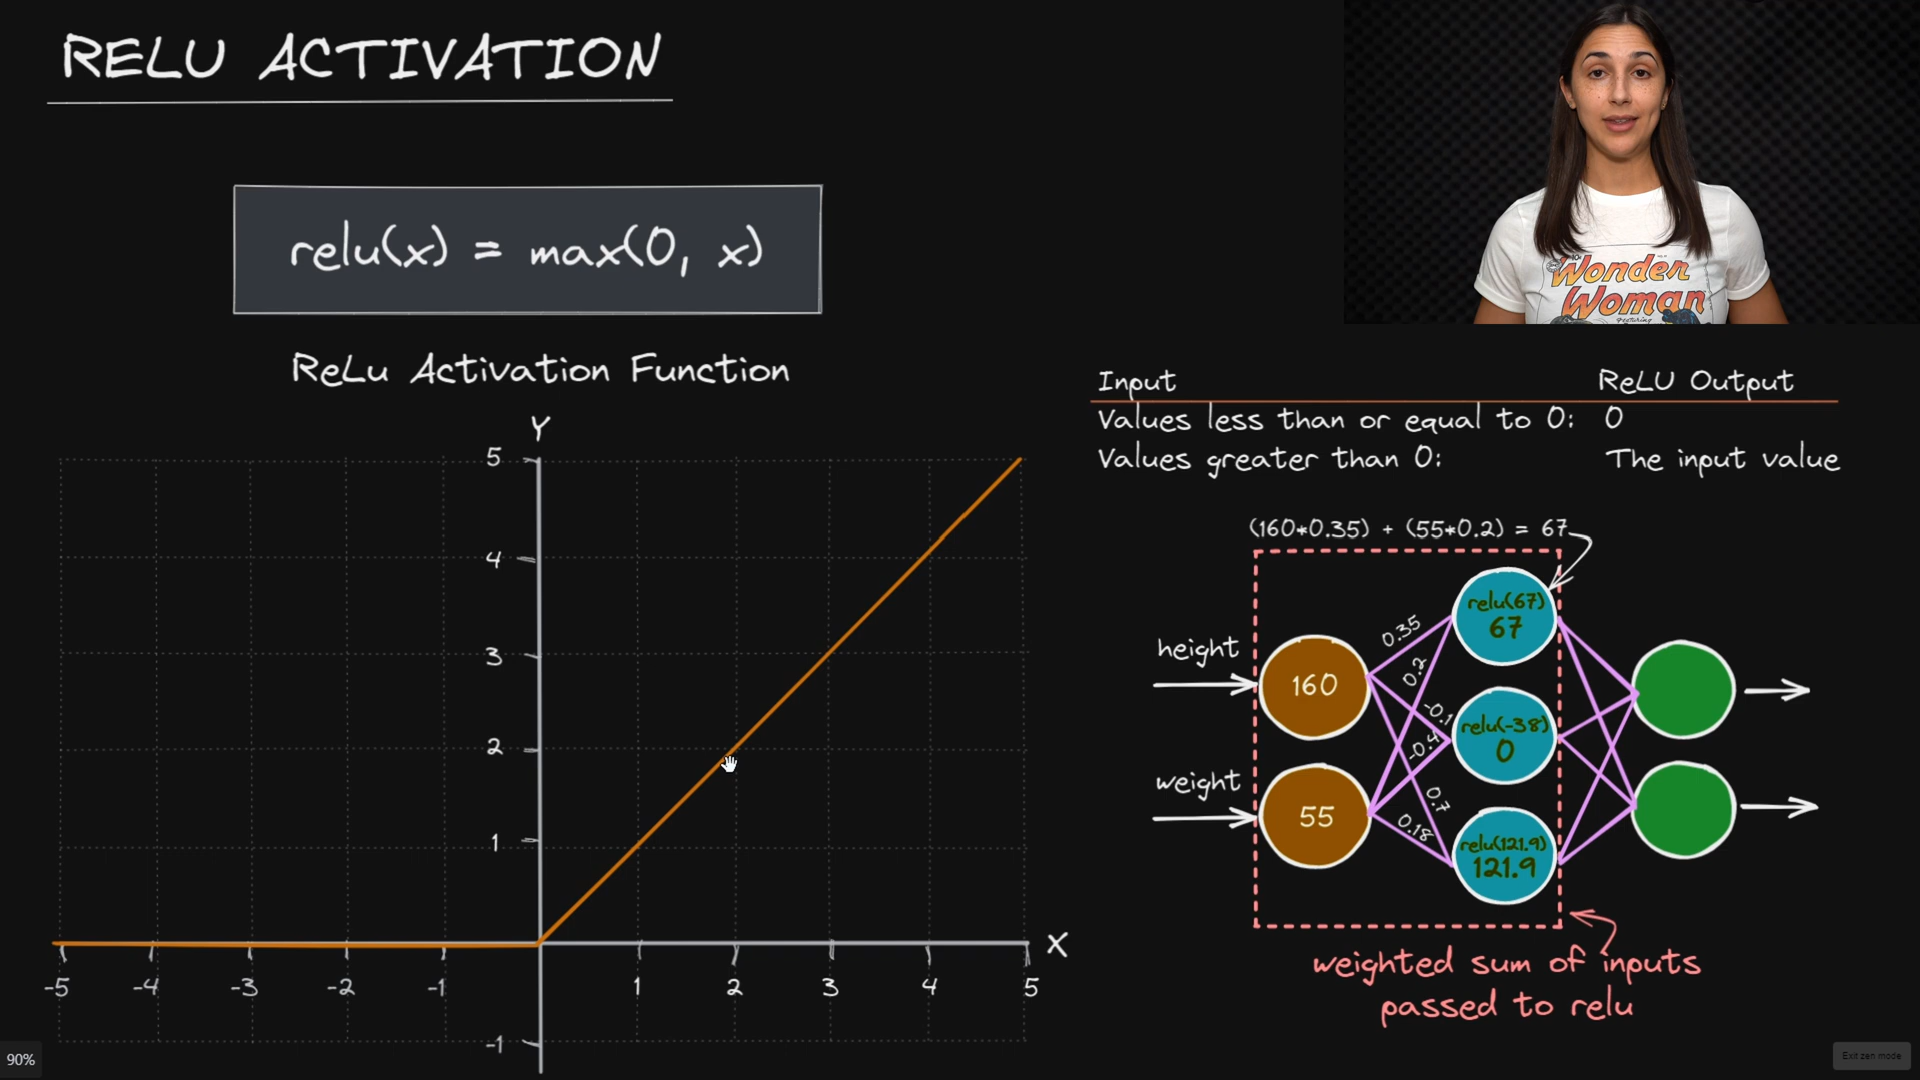 RELU ACTIVATION
relu(x) = max(0, x)
ReLu Activation Function
Y
5
4
3
2
1
-5 -4 -3 -2 -1 1 2 3 4 5
X
-1
90%
Wonder
Woman
Featuring
Input ReLU Output
Values less than or equal to 0: 0
Values greater than 0: The input value
(160*0.35) + (55*0.2) = 67
height
160
weight
55
0.35
0.2
-0.1
-0.4
0.7
0.18
relu(67)
67
relu(-38)
0
relu(121.9)
121.9
weighted sum of inputs
passed to relu
Exit zen mode